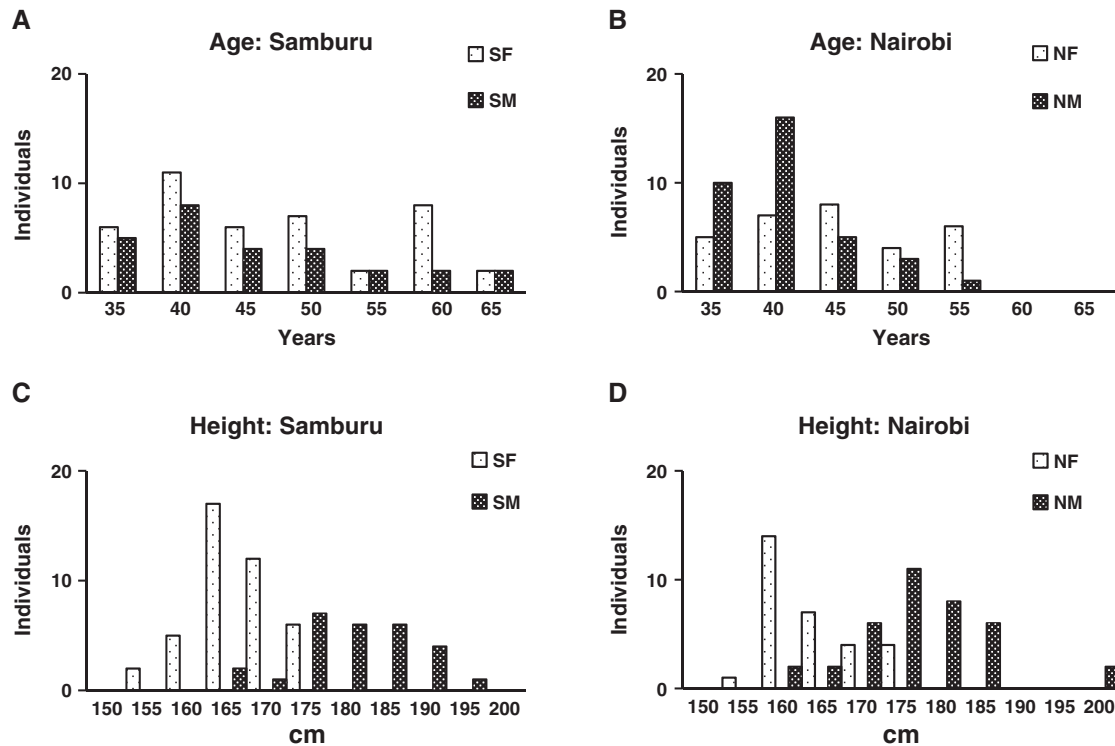 A
Age: Samburu
SF
SM
20
10
0
Individuals
35 40 45 50 55 60 65
Years
B
Age: Nairobi
NF
NM
20
10
0
Individuals
35 40 45 50 55 60 65
Years
C
Height: Samburu
SF
SM
20
10
0
Individuals
150 155 160 165 170 175 180 185 190 195 200
cm
D
Height: Nairobi
NF
NM
20
10
0
Individuals
150 155 160 165 170 175 180 185 190 195 200
cm